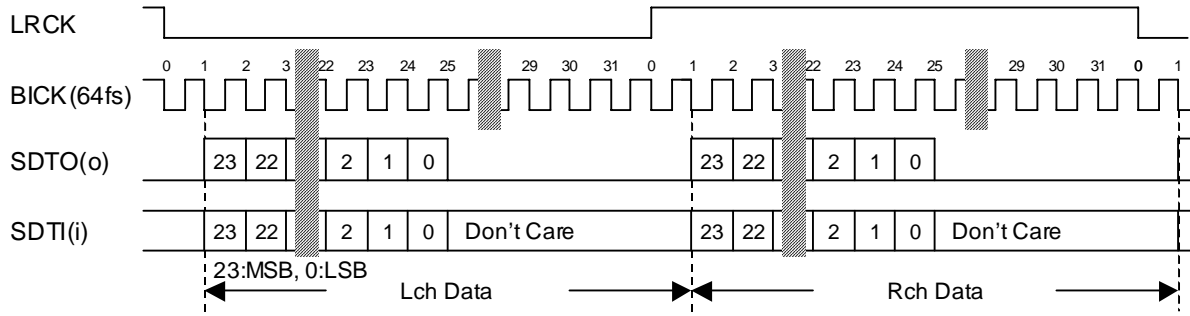 LRCK
0 1 2 3 22 23 24 25 29 30 31 0 1 2 3 22 23 24 25 29 30 31 0 1
BICK(64fs)
SDTO(o) 23 22 2 1 0 23 22 2 1 0
SDTI(i) 23 22 2 1 0 Don't Care 23 22 2 1 0 Don't Care
23:MSB, 0:LSB
Lch Data Rch Data